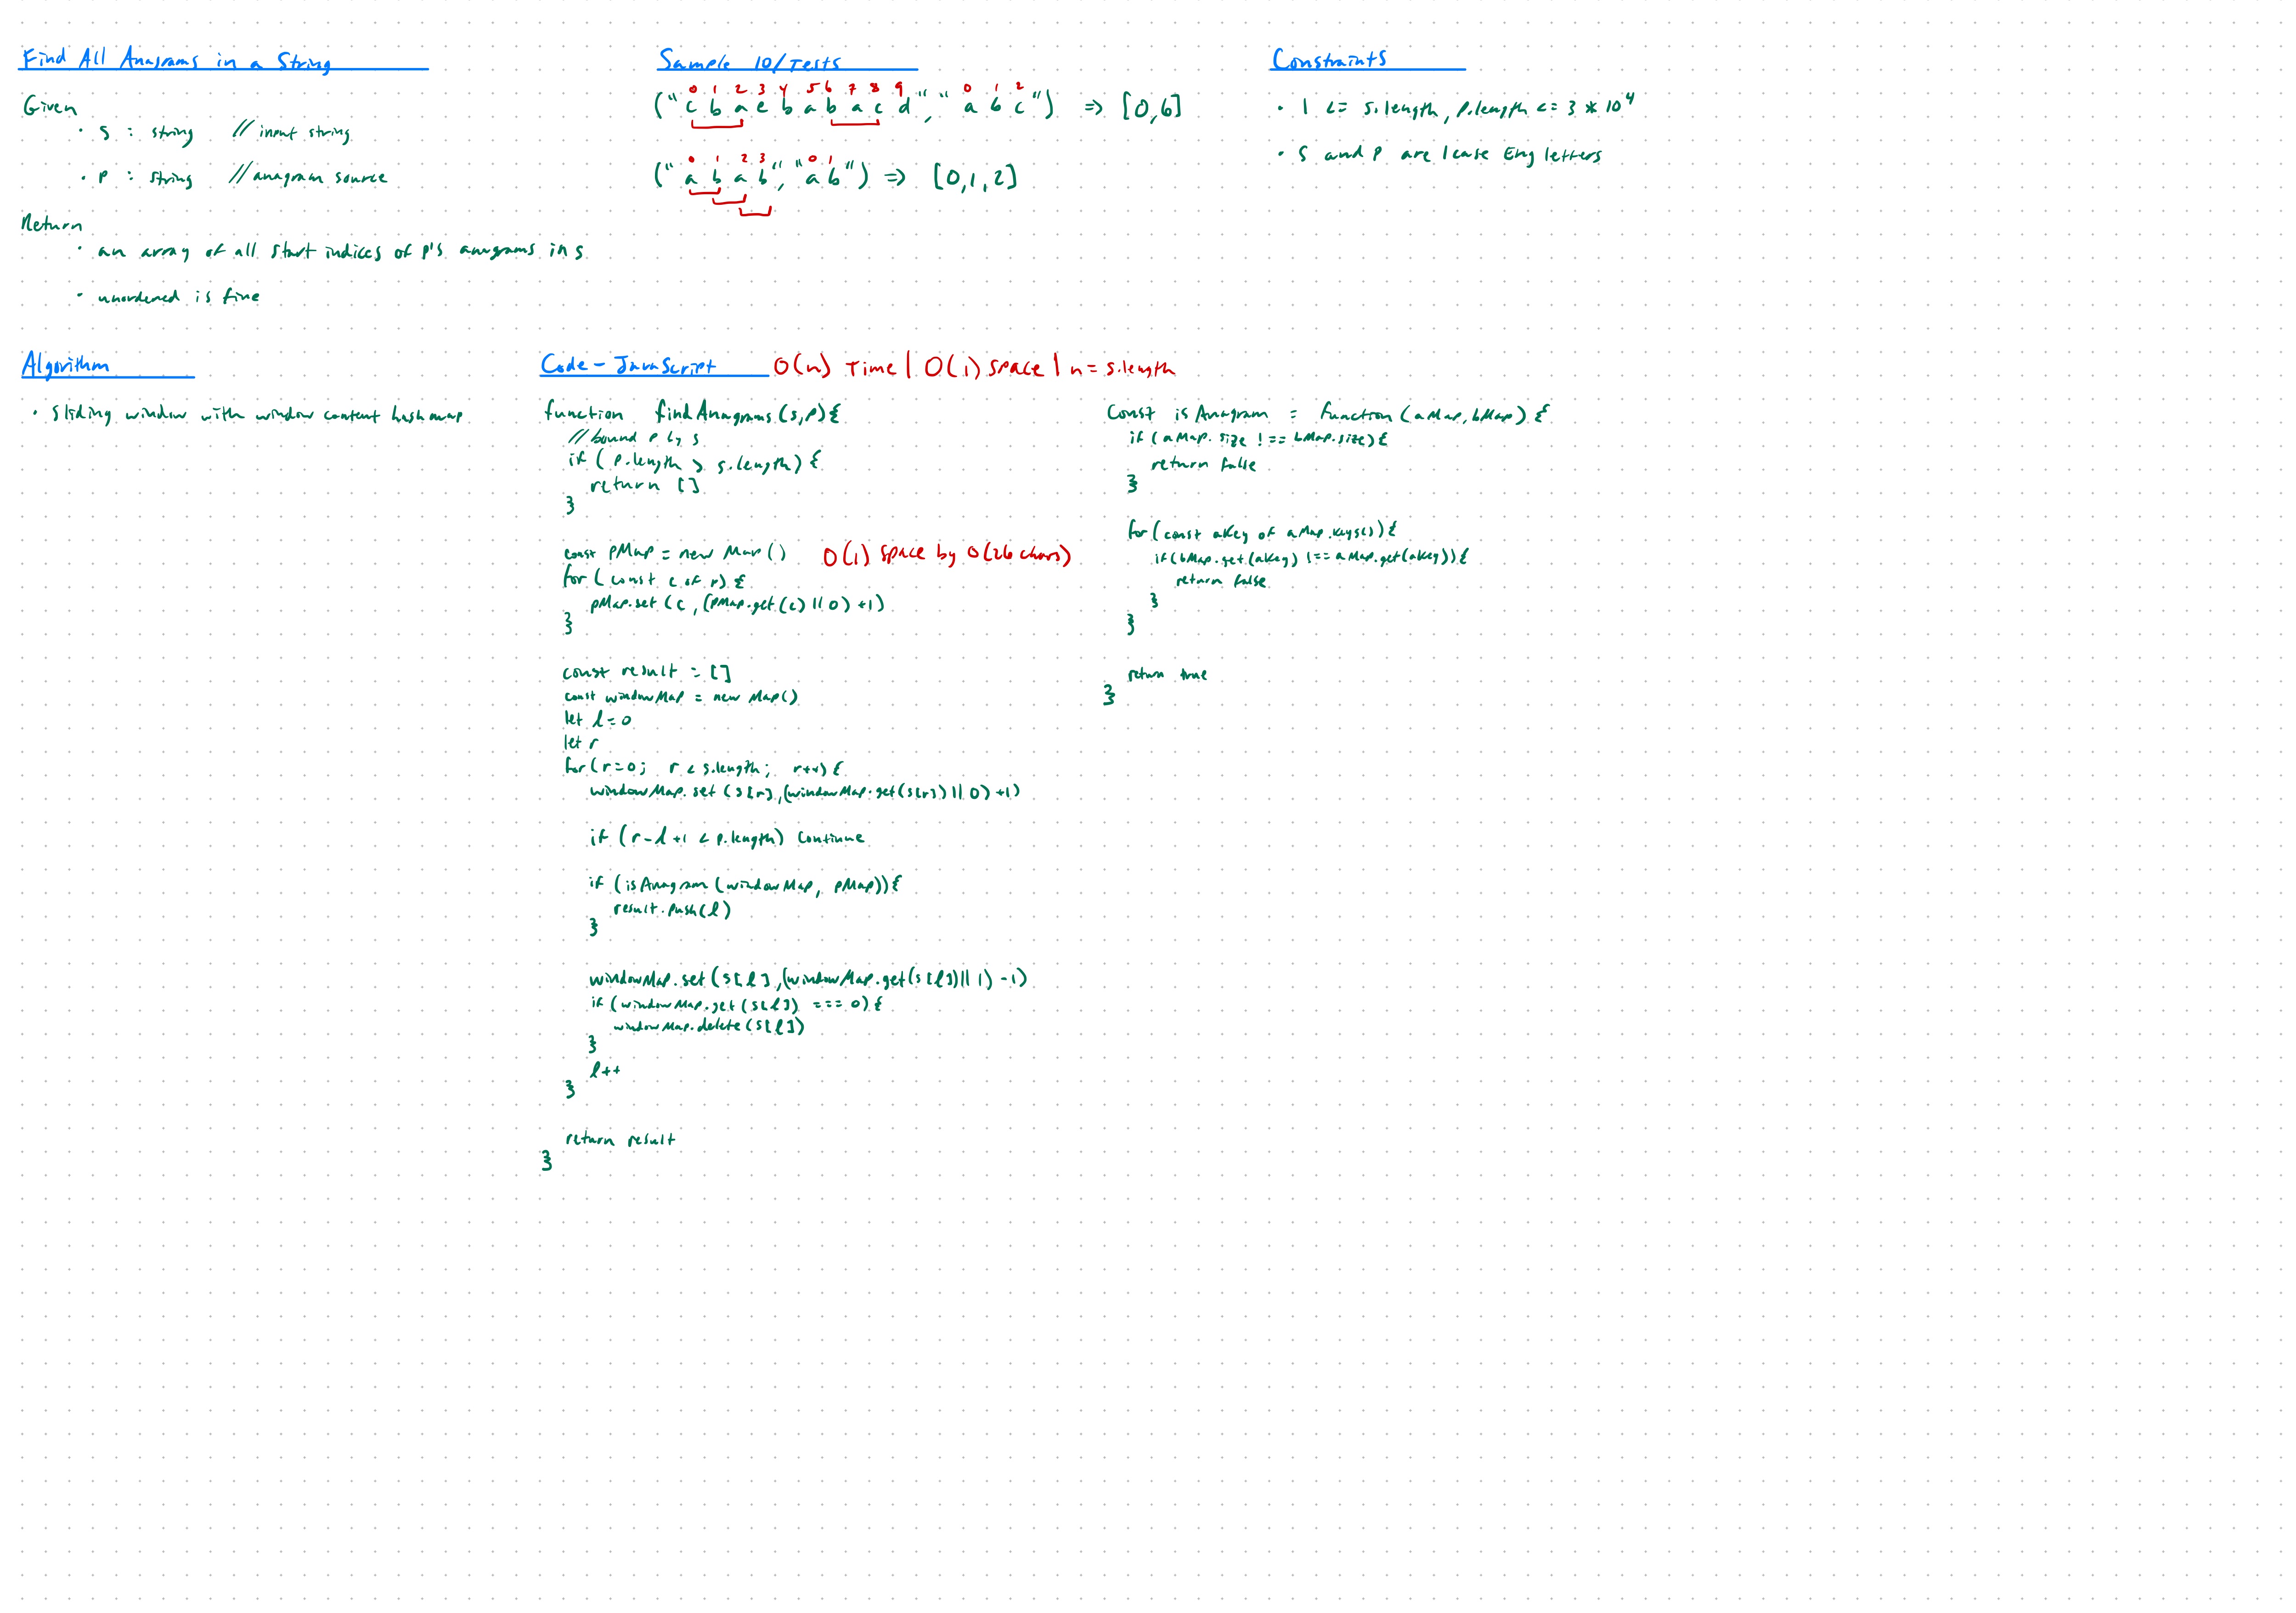 Find All Anagrams in a String
Given
· s : string // input string
· p : string // anagram source
Return
· an array of all start indices of p's anagrams in s
· unordered is fine
Sample IO/Tests
0 1 2 3 4 5 6 7 8 9 0 1 2
("c b a e b a b a c d", "a b c") => [0,6]
0 1 2 3 0 1
("a b a b", "a b") => [0,1,2]
Constraints
· 1 <= s.length, p.length <= 3 * 10^4
· s and p are lcase Eng letters
Algorithm
· sliding window with window content hashmap
Code - JavaScript O(n) Time | O(1) space | n = s.length
function findAnagrams(s,p){
// bound p by s
if (p.length > s.length) {
return []
}
const pMap = new Map() O(1) space by O(26 chars)
for (const c of p) {
pMap.set(c, (pMap.get(c) || 0) +1)
}
const result = []
const windowMap = new Map()
let l=0
let r
for(r=0; r < s.length; r++) {
windowMap.set(s[r], (windowMap.get(s[r]) || 0) +1)
if (r-l+1 < p.length) continue
if (isAnagram(windowMap, pMap)){
result.push(l)
}
windowMap.set(s[l], (windowMap.get(s[l]) || 1) -1)
if (windowMap.get(s[l]) === 0) {
windowMap.delete(s[l])
}
l++
}
return result
}
const isAnagram = function(aMap, bMap) {
if (aMap.size !== bMap.size){
return false
}
for (const aKey of aMap.keys()){
if(bMap.get(aKey) !== aMap.get(aKey)){
return false
}
}
return true
}